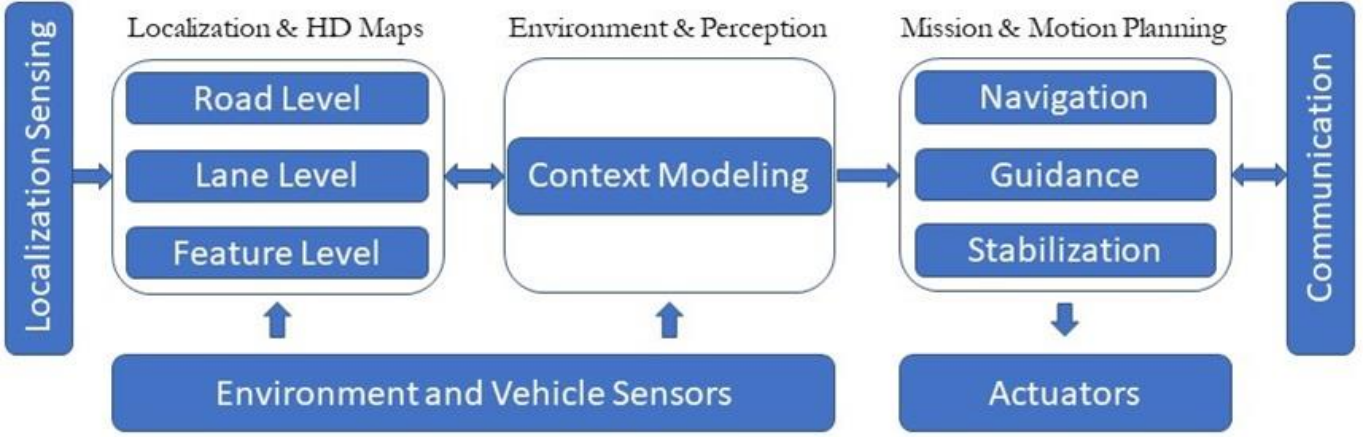 Localization Sensing
Localization & HD Maps
Road Level
Lane Level
Feature Level
Environment & Perception
Context Modeling
Mission & Motion Planning
Navigation
Guidance
Stabilization
Communication
Environment and Vehicle Sensors
Actuators